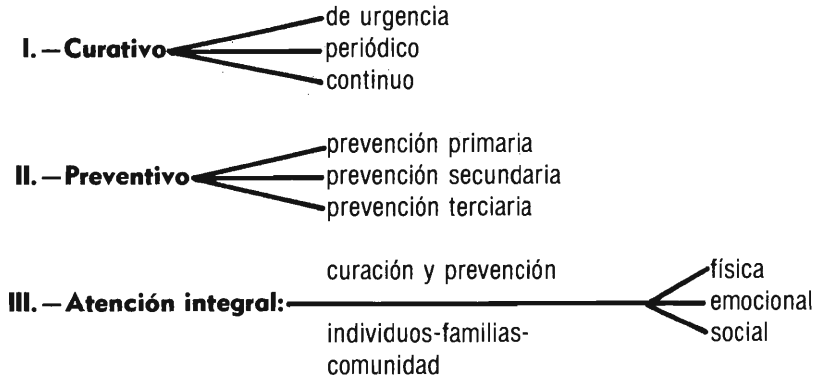 de urgencia
I.—Curativo periódico
continuo
prevención primaria
II.—Preventivo prevención secundaria
prevención terciaria
curación y prevención física
III.—Atención integral: emocional
individuos-familias- social
comunidad